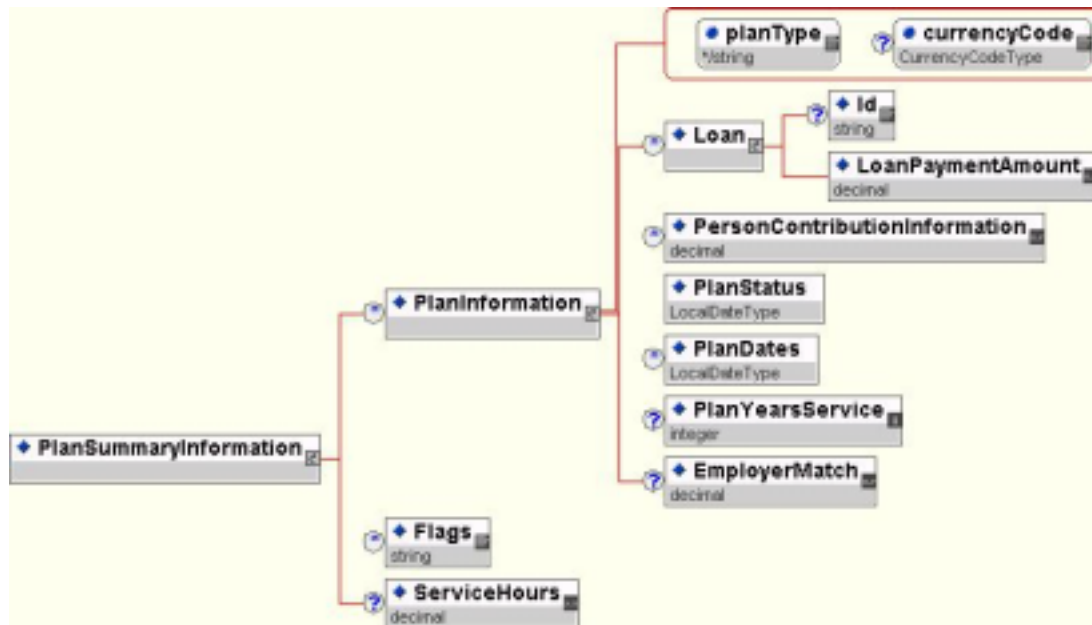 planType
*/string
? currencyCode
CurrencyCodeType
? Id
string
* Loan
LoanPaymentAmount
decimal
* PersonContributionInformation
decimal
PlanStatus
LocalDateType
* PlanInformation
* PlanDates
LocalDateType
? PlanYearsService
integer
PlanSummaryInformation
? EmployerMatch
decimal
* Flags
string
? ServiceHours
decimal